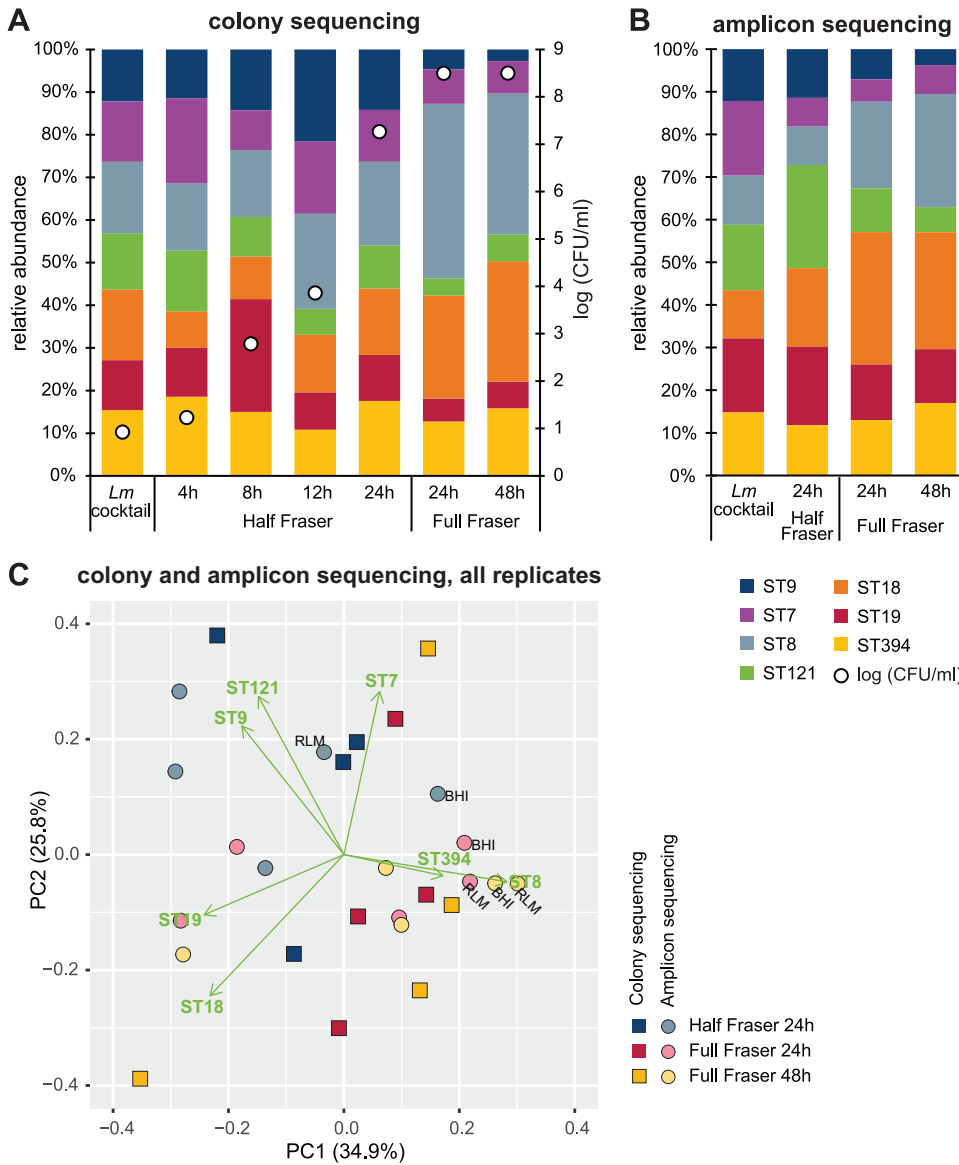 A
colony sequencing
100%
90%
80%
70%
60%
50%
40%
30%
20%
10%
0%
relative abundance
9
8
7
6
5
4
3
2
1
0
log (CFU/ml)
Lm
cocktail
4h
8h
12h
24h
24h
48h
Half Fraser
Full Fraser
B
amplicon sequencing
100%
90%
80%
70%
60%
50%
40%
30%
20%
10%
0%
relative abundance
Lm
cocktail
24h
24h
48h
Half
Fraser
Full Fraser
ST9
ST7
ST8
ST121
ST18
ST19
ST394
log (CFU/ml)
C
colony and amplicon sequencing, all replicates
0.4
0.2
0.0
−0.2
−0.4
PC2 (25.8%)
ST121
ST7
ST9
RLM
BHI
BHI
ST394
ST8
RLM
BHI
RLM
ST19
ST18
−0.4
−0.2
0.0
0.2
0.4
PC1 (34.9%)
Colony sequencing
Amplicon sequencing
Half Fraser 24h
Full Fraser 24h
Full Fraser 48h